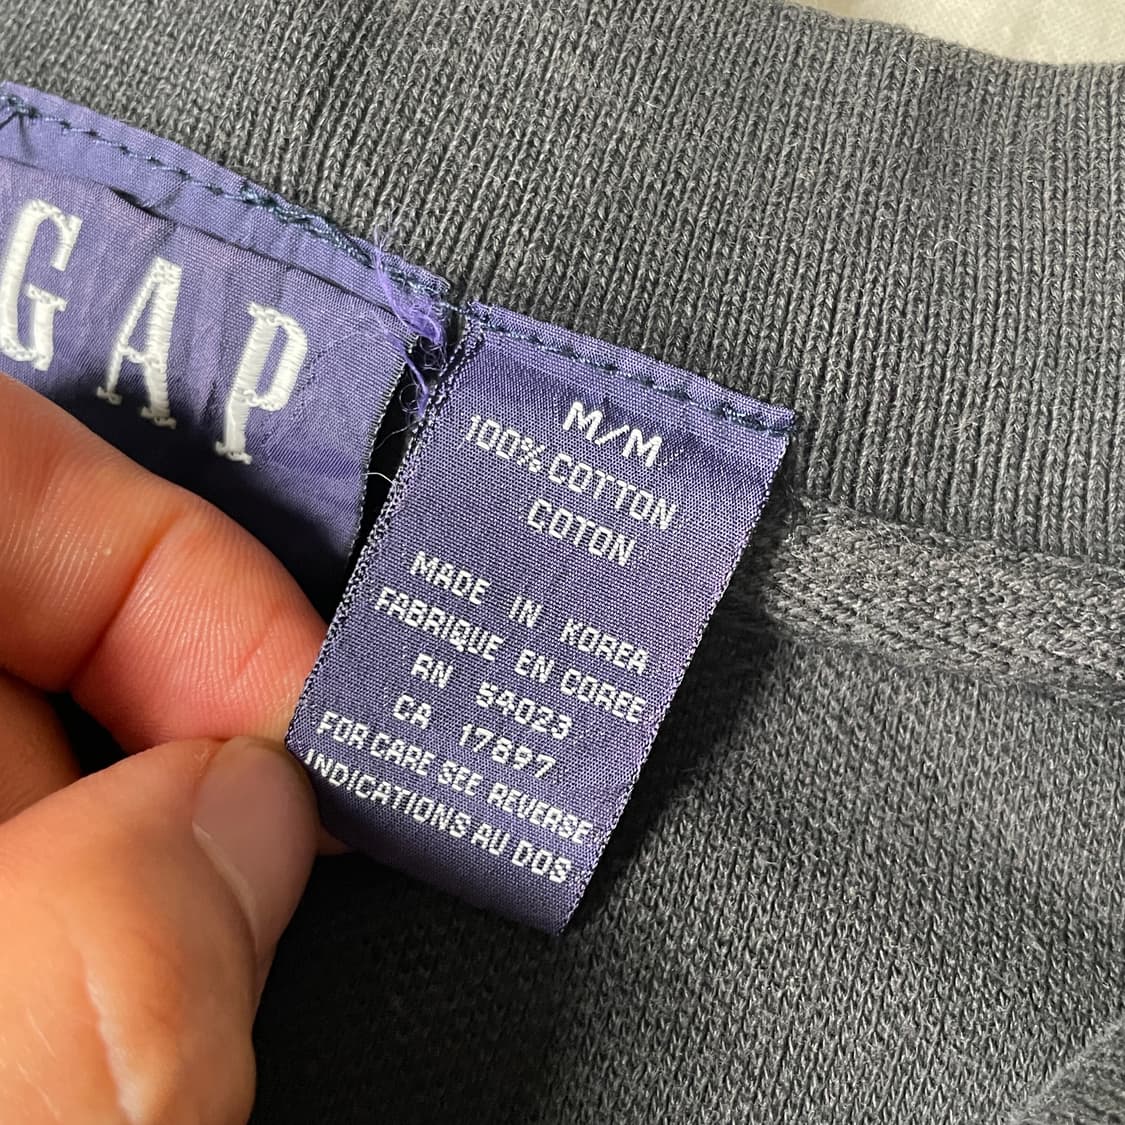 GAP
M/M
100% COTTON
COTON
MADE IN KOREA
FABRIQUE EN COREE
RN 54023
CA 17897
FOR CARE SEE REVERSE
INDICATIONS AU DOS